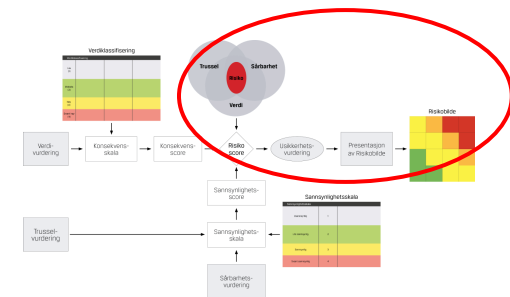 Verdiklassifisering
Trussel
Sårbarhet
Risiko
Verdi
Risikobilde
Verdi-
vurdering
Konsekvens-
skala
Konsekvens-
score
Risiko
score
Usikkerhets-
vurdering
Presentasjon
av Risikobilde
Sannsynlighets-
score
Sannsynlighetsskala
Trussel-
vurdering
Sannsynlighets-
skala
Sårbarhets-
vurdering